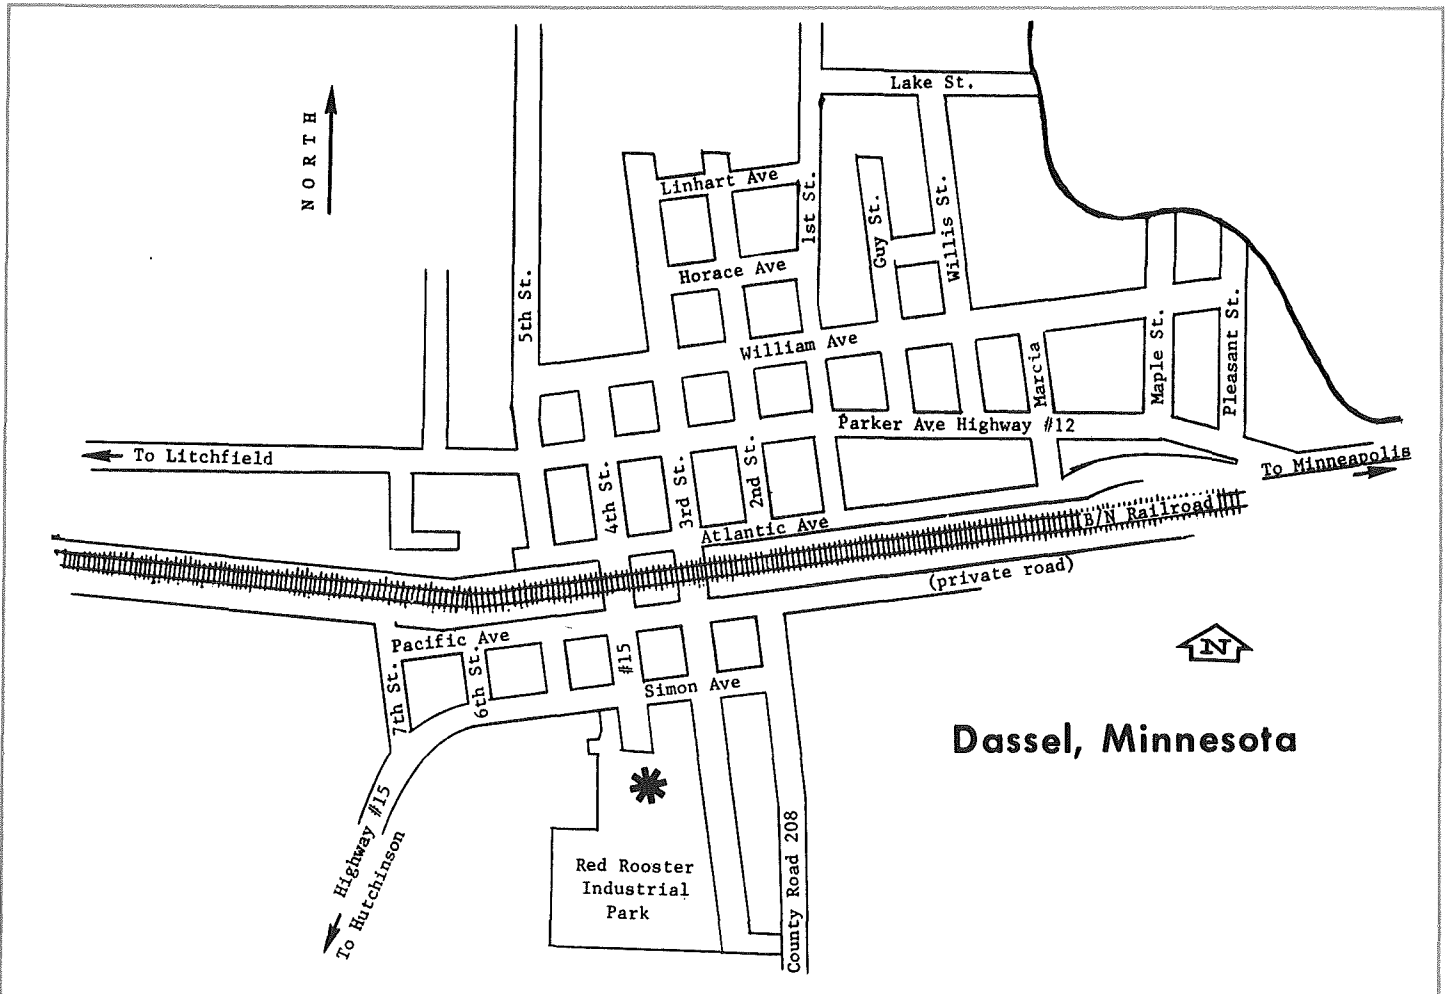 Lake St.
NORTH
Linhart Ave
1st St.
Guy St.
Willis St.
Horace Ave
5th St.
William Ave
Marcia
Maple St.
Pleasant St.
Parker Ave Highway #12
To Litchfield
To Minneapolis
4th St.
3rd St.
2nd St.
Atlantic Ave
B/N Railroad
(private road)
Pacific Ave
7th St.
6th St.
#15
Simon Ave
N
Dassel, Minnesota
Highway #15
To Hutchinson
Red Rooster
Industrial
Park
County Road 208